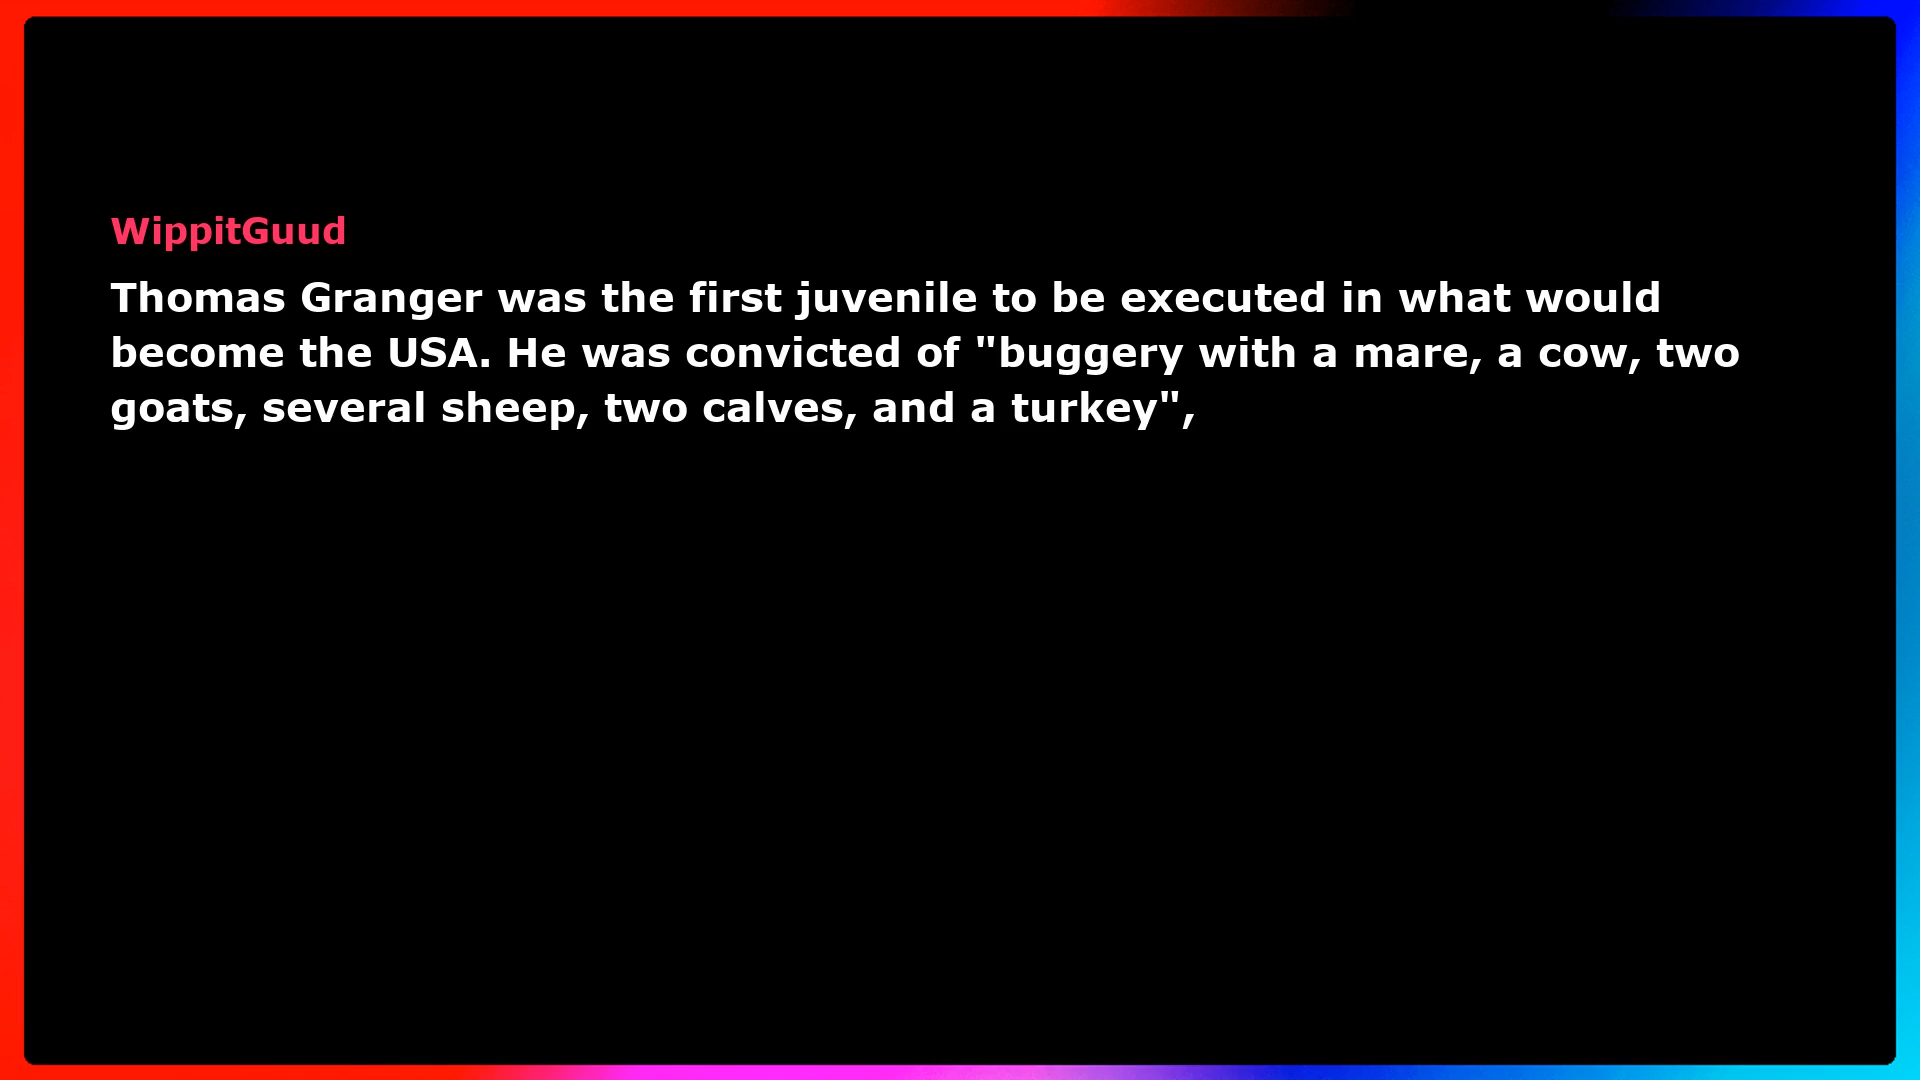 WippitGuud
Thomas Granger was the first juvenile to be executed in what would
become the USA. He was convicted of "buggery with a mare, a cow, two
goats, several sheep, two calves, and a turkey",